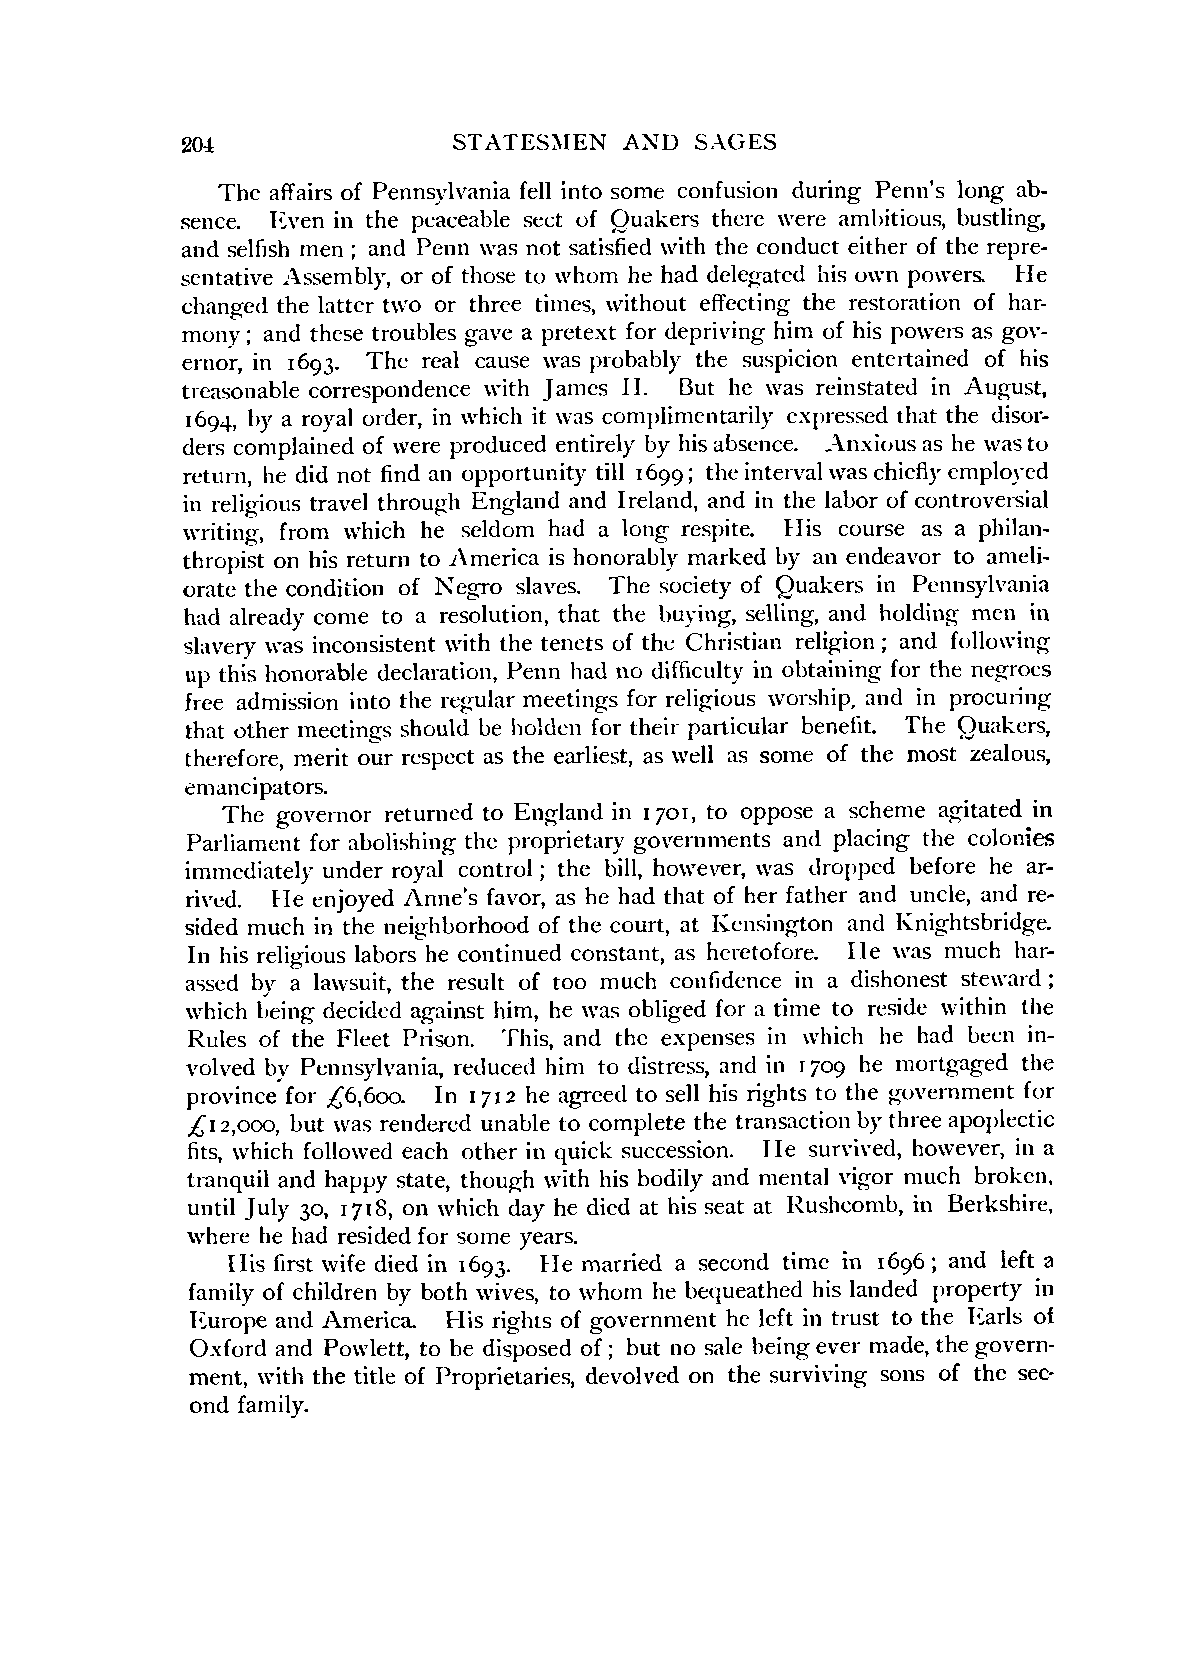 204 STATESMEN AND SAGES
The affairs of Pennsylvania fell into some confusion during Penn's long ab-
sence. Even in the peaceable sect of Quakers there were ambitious, bustling,
and selfish men ; and Penn was not satisfied with the conduct either of the repre-
sentative Assembly, or of those to whom he had delegated his own powers. He
changed the latter two or three times, without effecting the restoration of har-
mony ; and these troubles gave a pretext for depriving him of his powers as gov-
ernor, in 1693. The real cause was probably the suspicion entertained of his
treasonable correspondence with James II. But he was reinstated in August,
1694, by a royal order, in which it was complimentarily expressed that the disor-
ders complained of were produced entirely by his absence. Anxious as he was to
return, he did not find an opportunity till 1699 ; the interval was chiefly employed
in religious travel through England and Ireland, and in the labor of controversial
writing, from which he seldom had a long respite. His course as a philan-
thropist on his return to America is honorably marked by an endeavor to ameli-
orate the condition of Negro slaves. The society of Quakers in Pennsylvania
had already come to a resolution, that the buying, selling, and holding men in
slavery was inconsistent with the tenets of the Christian religion ; and following
up this honorable declaration, Penn had no difficulty in obtaining for the negroes
free admission into the regular meetings for religious worship, and in procuring
that other meetings should be holden for their particular benefit. The Quakers,
therefore, merit our respect as the earliest, as well as some of the most zealous,
emancipators.
The governor returned to England in 1701, to oppose a scheme agitated in
Parliament for abolishing the proprietary governments and placing the colonies
immediately under royal control ; the bill, however, was dropped before he ar-
rived. He enjoyed Anne's favor, as he had that of her father and uncle, and re-
sided much in the neighborhood of the court, at Kensington and Knightsbridge.
In his religious labors he continued constant, as heretofore. He was much har-
assed by a lawsuit, the result of too much confidence in a dishonest steward ;
which being decided against him, he was obliged for a time to reside within the
Rules of the Fleet Prison. This, and the expenses in which he had been in-
volved by Pennsylvania, reduced him to distress, and in 1709 he mortgaged the
province for £6,600. In 1712 he agreed to sell his rights to the government for
£12,000, but was rendered unable to complete the transaction by three apoplectic
fits, which followed each other in quick succession. He survived, however, in a
tranquil and happy state, though with his bodily and mental vigor much broken,
until July 30, 1718, on which day he died at his seat at Rushcomb, in Berkshire,
where he had resided for some years.
His first wife died in 1693. He married a second time in 1696 ; and left a
family of children by both wives, to whom he bequeathed his landed property in
Europe and America. His rights of government he left in trust to the Earls of
Oxford and Powlett, to be disposed of ; but no sale being ever made, the govern-
ment, with the title of Proprietaries, devolved on the surviving sons of the sec-
ond family.